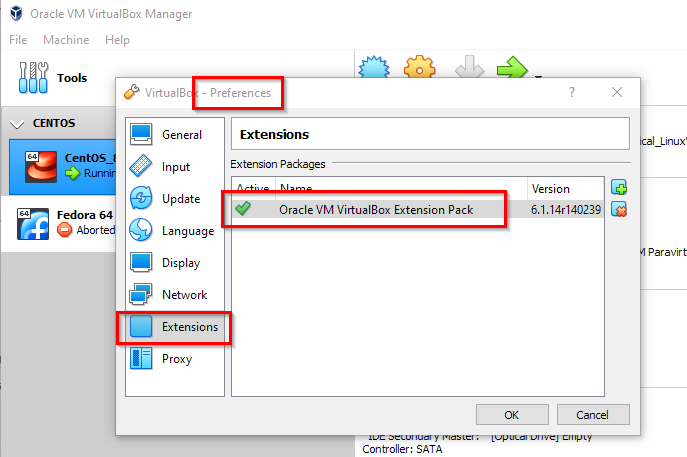 Oracle VM VirtualBox Manager
File Machine Help
Tools
VirtualBox - Preferences
?
General
Input
Update
Language
Display
Network
Extensions
Proxy
Extensions
Extension Packages
Active Name Version
Oracle VM VirtualBox Extension Pack 6.1.14r140239
OK Cancel
CENTOS
64
CentOS_8
Runnin
64
Fedora 64
Aborted
ical_Linux\
M Paravirtu
IDE Secondary Master: [Optical Drive] Empty
Controller: SATA